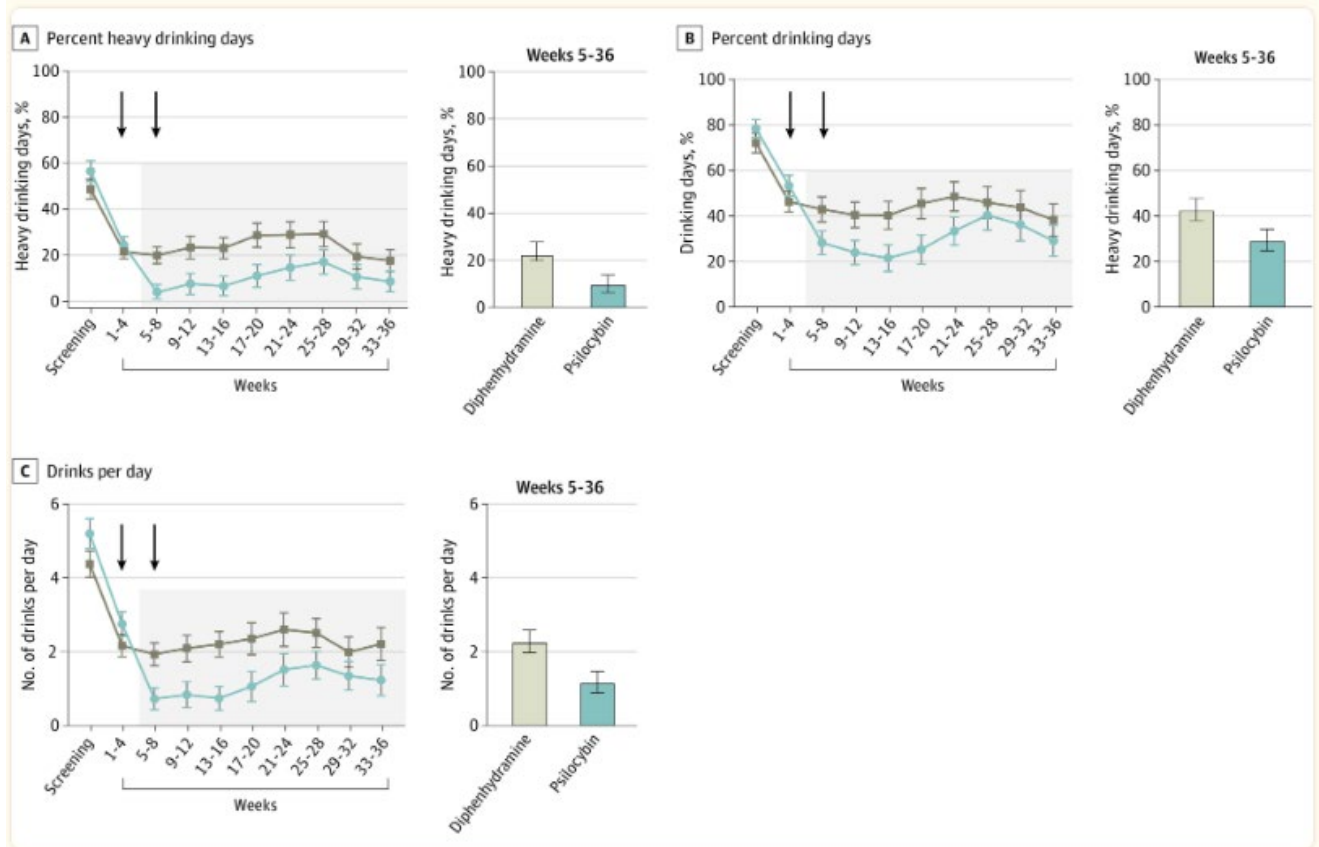 A Percent heavy drinking days
Weeks 5-36
Heavy drinking days, %
100
80
60
40
20
0
Screening
1-4
5-8
9-12
13-16
17-20
21-24
25-28
29-32
33-36
Weeks
Heavy drinking days, %
100
80
60
40
20
0
Diphenhydramine
Psilocybin
B Percent drinking days
Weeks 5-36
Drinking days, %
100
80
60
40
20
0
Screening
1-4
5-8
9-12
13-16
17-20
21-24
25-28
29-32
33-36
Weeks
Heavy drinking days, %
100
80
60
40
20
0
Diphenhydramine
Psilocybin
C Drinks per day
Weeks 5-36
No. of drinks per day
6
4
2
0
Screening
1-4
5-8
9-12
13-16
17-20
21-24
25-28
29-32
33-36
Weeks
No. of drinks per day
6
4
2
0
Diphenhydramine
Psilocybin